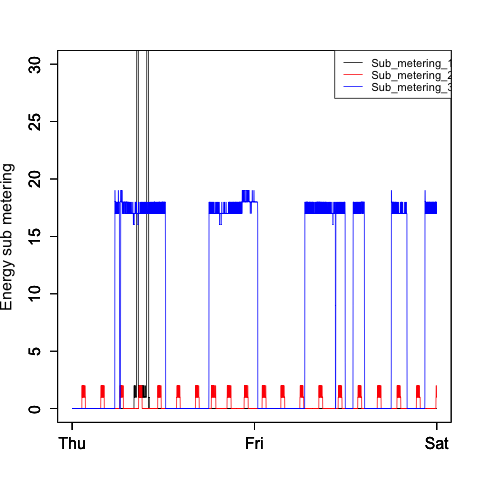 Sub_metering_1
Sub_metering_2
Sub_metering_3
Energy sub metering
30
25
20
15
10
5
0
Thu Fri Sat